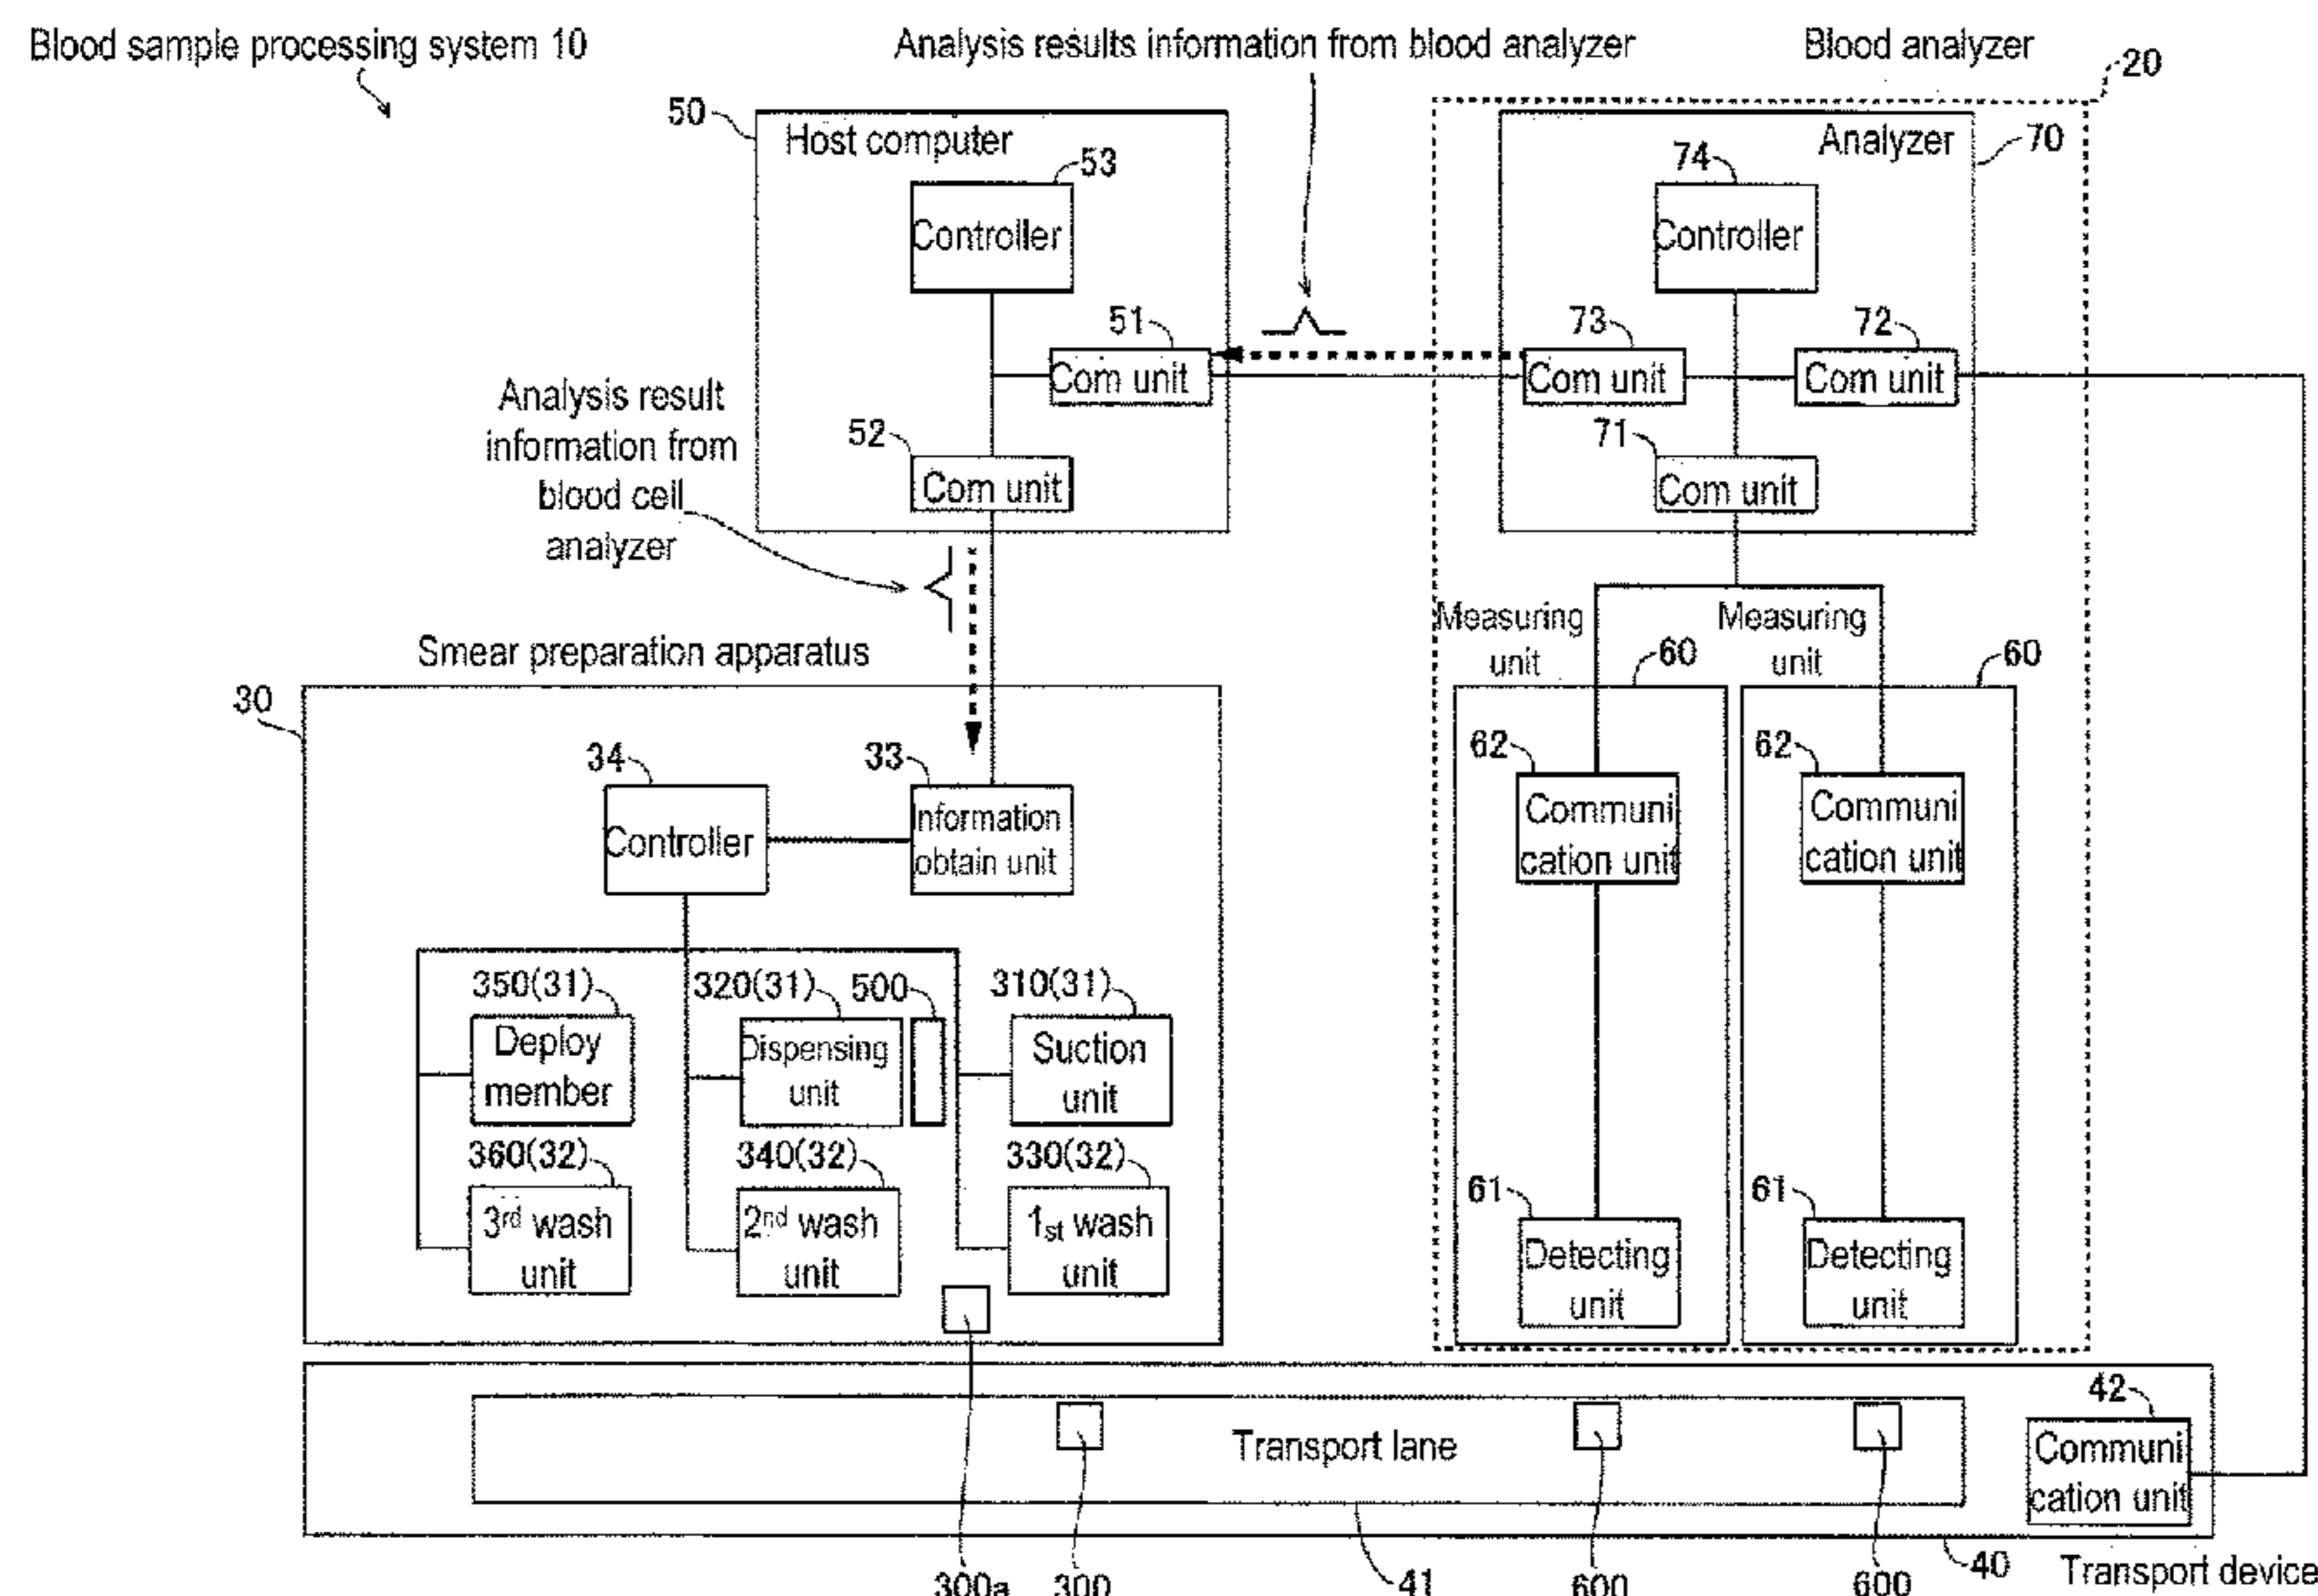 Blood sample processing system 10
Analysis results information from blood analyzer
Blood analyzer
20
50
Host computer
53
Controller
51
Com unit
52
Com unit
Analysis result
information from
blood cell
analyzer
Analyzer
70
74
Controller
73
Com unit
72
Com unit
71
Com unit
Measuring
unit
60
Measuring
unit
60
62
Communi
cation unit
62
Communi
cation unit
61
Detecting
unit
61
Detecting
unit
Smear preparation apparatus
30
34
Controller
33
Information
obtain unit
350(31)
Deploy
member
320(31)
Dispensing
unit
500
310(31)
Suction
unit
360(32)
3rd wash
unit
340(32)
2nd wash
unit
330(32)
1st wash
unit
Transport lane
42
Communi
cation unit
300a
300
41
600
600
40
Transport device